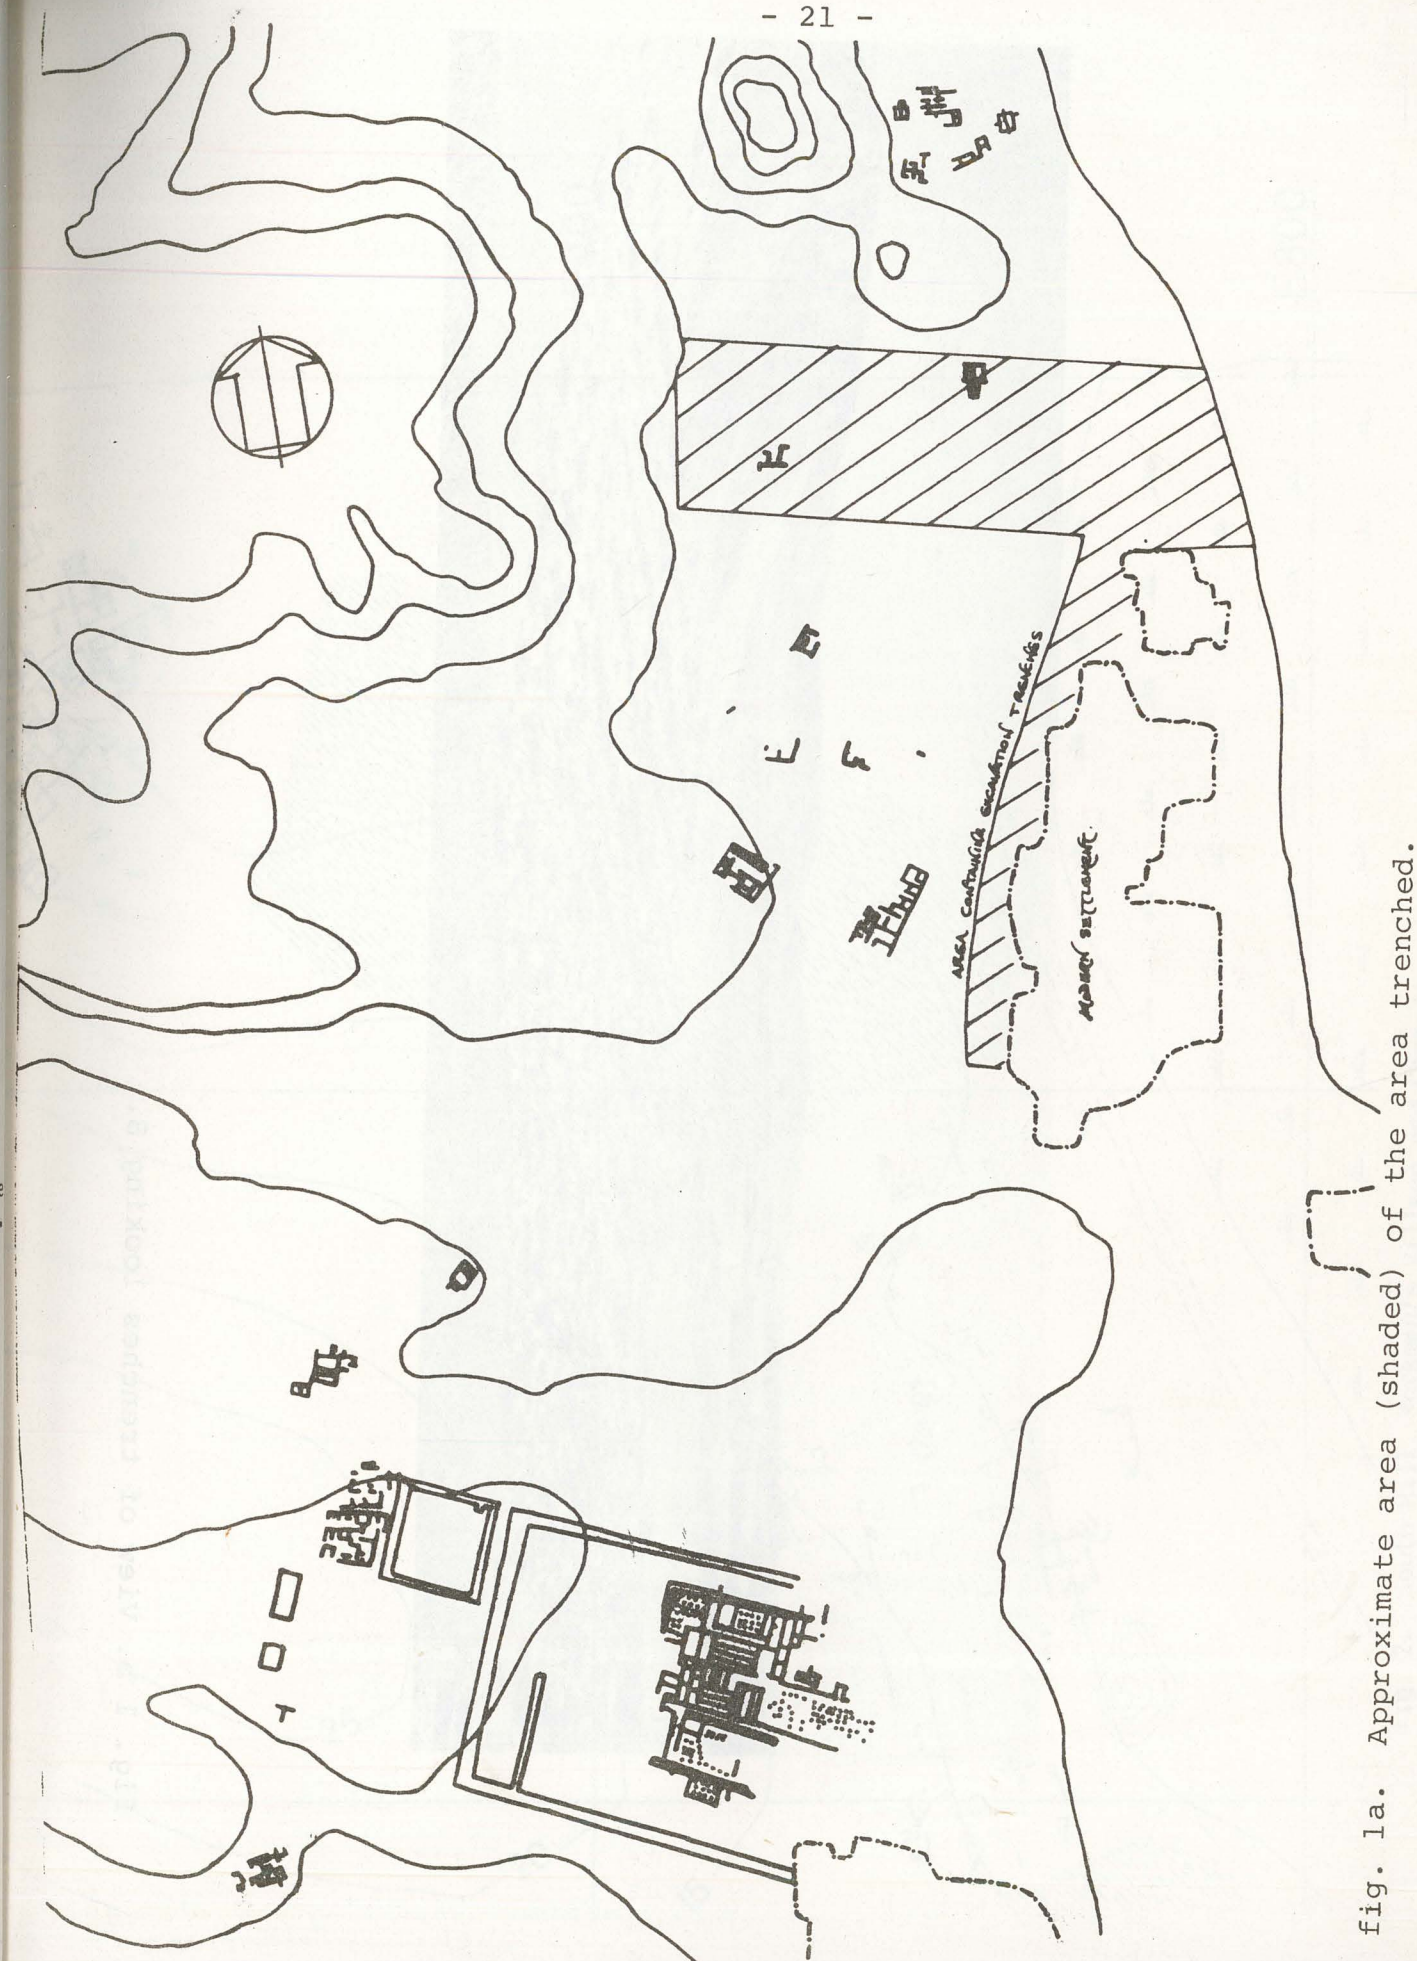 - 21 -
AREA CONTAINING EXCAVATION TRENCHES
MODERN SETTLEMENT.
fig. 1a. Approximate area (shaded) of the area trenched.